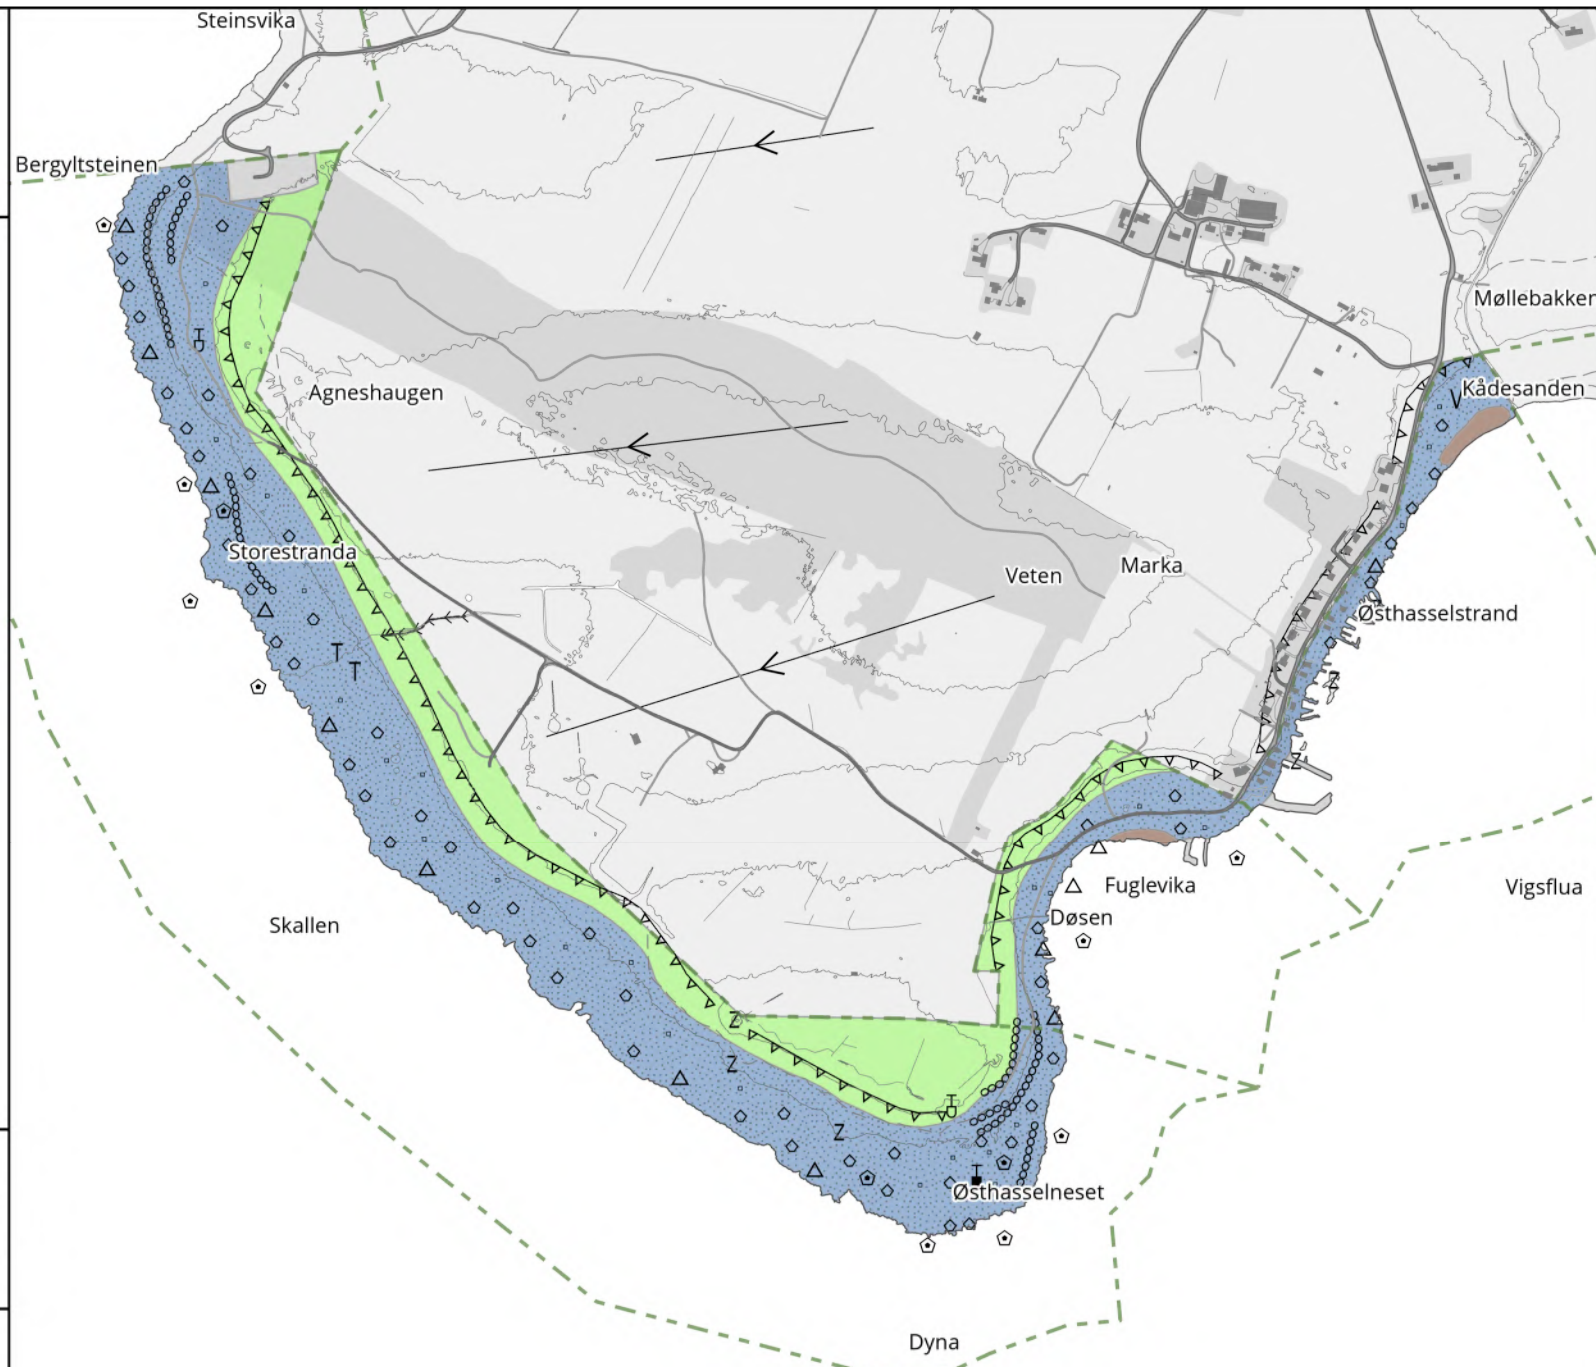 Steinsvika
Bergyltsteinen
Møllebakken
Agneshaugen
Kådesanden
Storestranda
Veten
Marka
Østhasselstrand
Fuglevika
Vigsflua
Døsen
Skallen
Østhasselneset
Dyna
T
T
T
Z
Z
Z
Z
Z
T
T
V